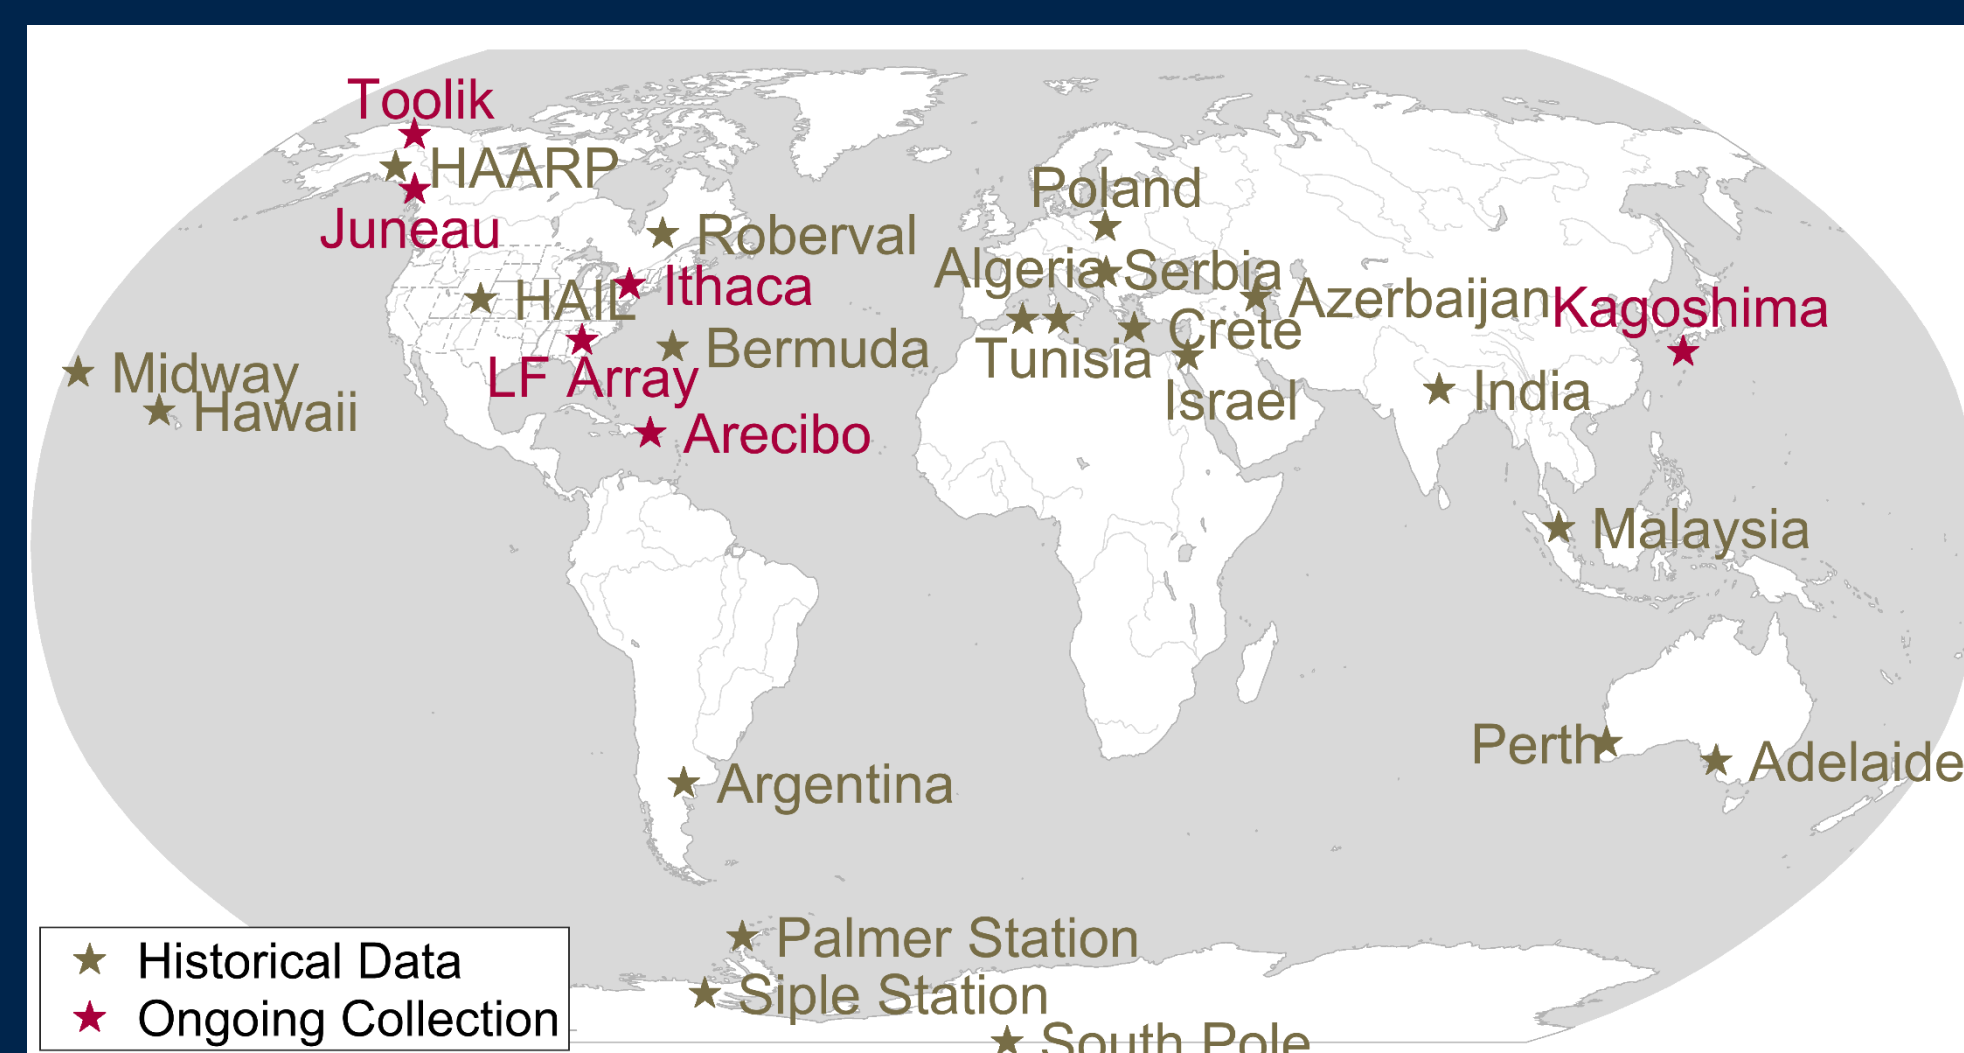 Toolik
HAARP
Juneau
Poland
Roberval
Algeria
Serbia
Ithaca
HAIL
Azerbaijan
Kagoshima
Crete
Bermuda
Tunisia
Midway
LF Array
Israel
India
Hawaii
Arecibo
Malaysia
Perth
Adelaide
Argentina
Palmer Station
Historical Data
Siple Station
Ongoing Collection
South Pole